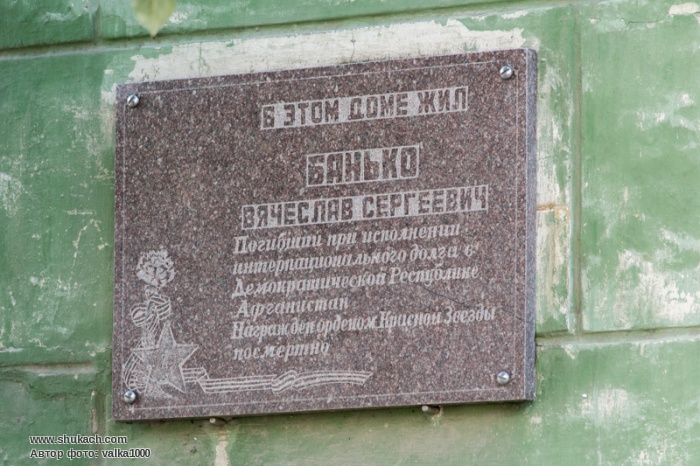 В ЭТОМ ДОМЕ ЖИЛ
БАНЬКО
ВЯЧЕСЛАВ СЕРГЕЕВИЧ
Погибший при исполнении
интернационального долга в
Демократической Республике
Афганистан
Награжден орденом Красной Звезды
посмертно
www.shukach.com
Автор фото: valka1000